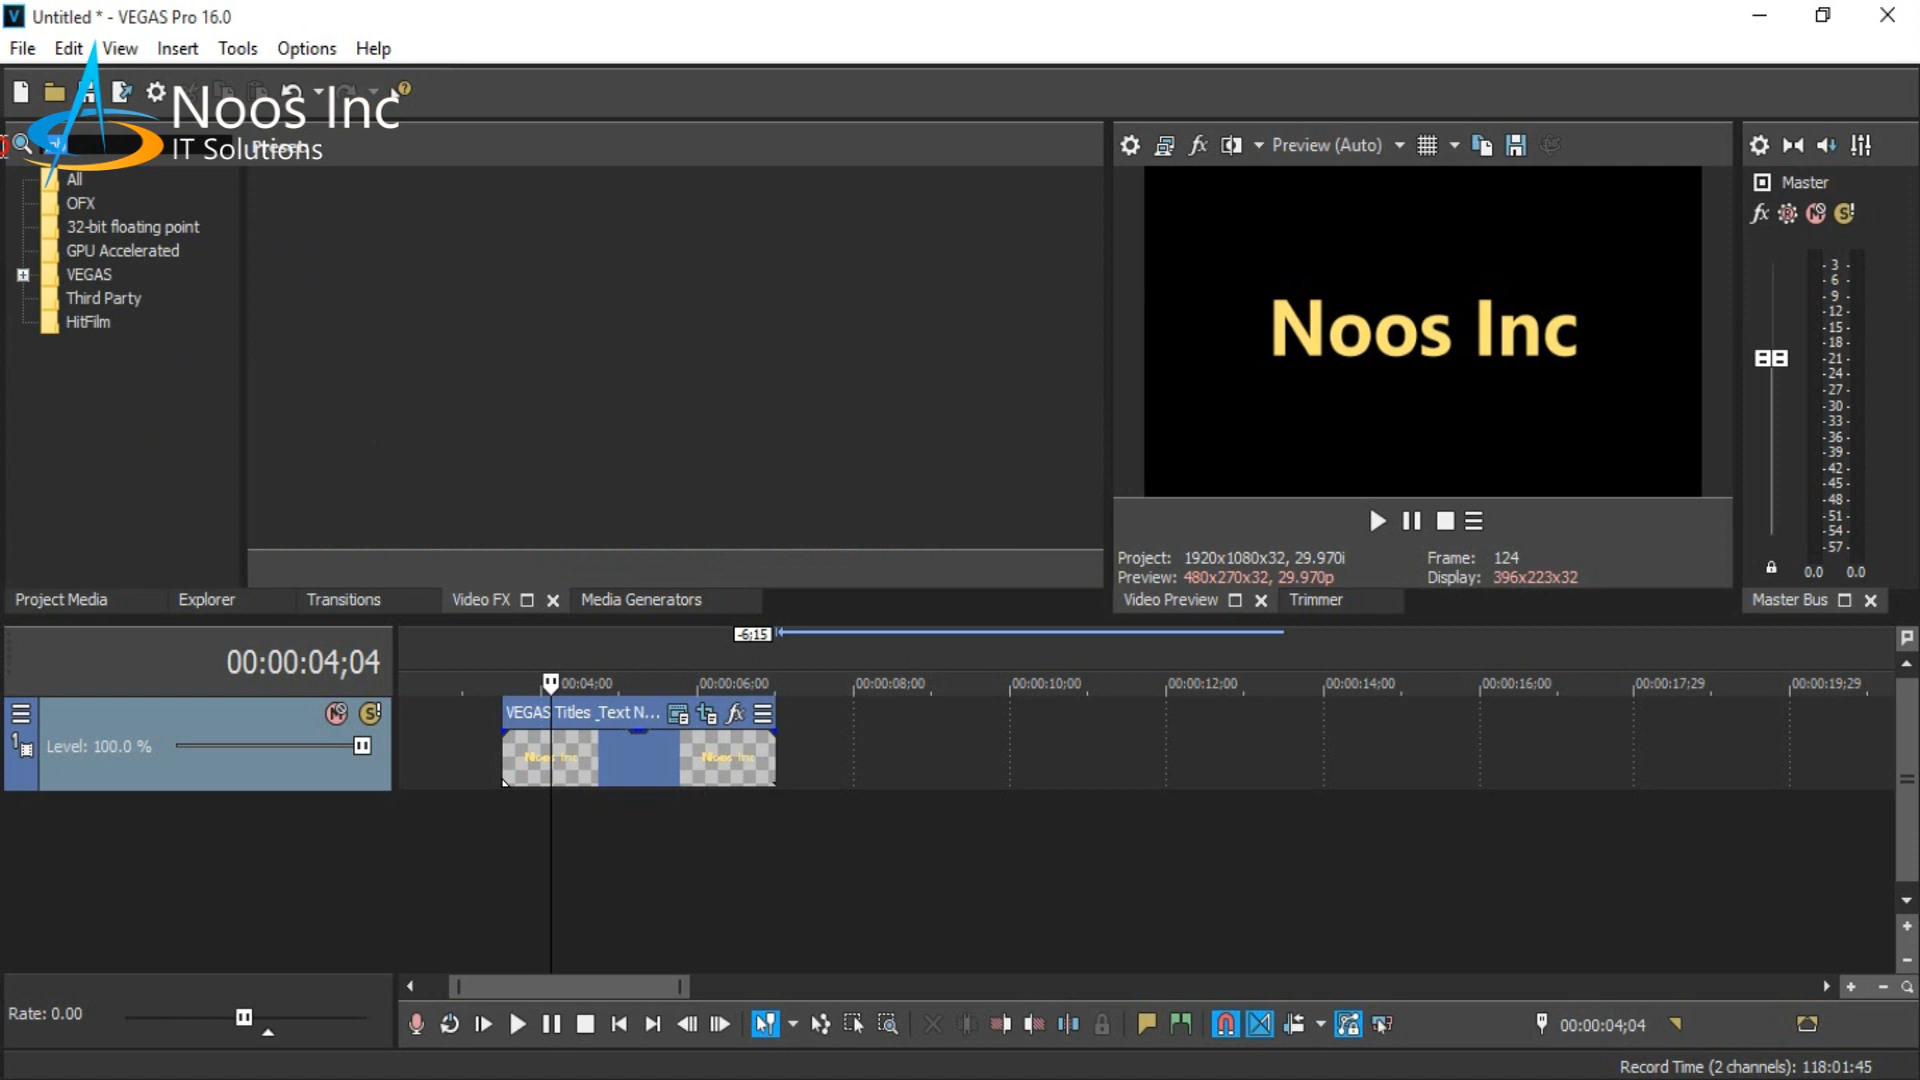 Untitled * - VEGAS Pro 16.0
File Edit View Insert Tools Options Help
Noos Inc
IT Solutions
All
OFX
32-bit floating point
GPU Accelerated
VEGAS
Third Party
HitFilm
Project Media Explorer Transitions Video FX Media Generators
Preview (Auto)
Noos Inc
Project: 1920x1080x32, 29.970i Frame: 124
Preview: 480x270x32, 29.970p Display: 396x223x32
Video Preview Trimmer
Master
- 3 -
- 6 -
- 9 -
- 12 -
- 15 -
- 18 -
- 21 -
- 24 -
- 27 -
- 30 -
- 33 -
- 36 -
- 39 -
- 42 -
- 45 -
- 48 -
- 51 -
- 54 -
- 57 -
0.0 0.0
Master Bus
-6;15
00:00:04;04
00:04;00 00:00:06;00 00:00:08;00 00:00:10;00 00:00:12;00 00:00:14;00 00:00:16;00 00:00:17;29 00:00:19;29
VEGAS Titles _Text N...
1
Level: 100.0 %
Noos Inc Noos Inc
Rate: 0.00
00:00:04;04
Record Time (2 channels): 118:01:45